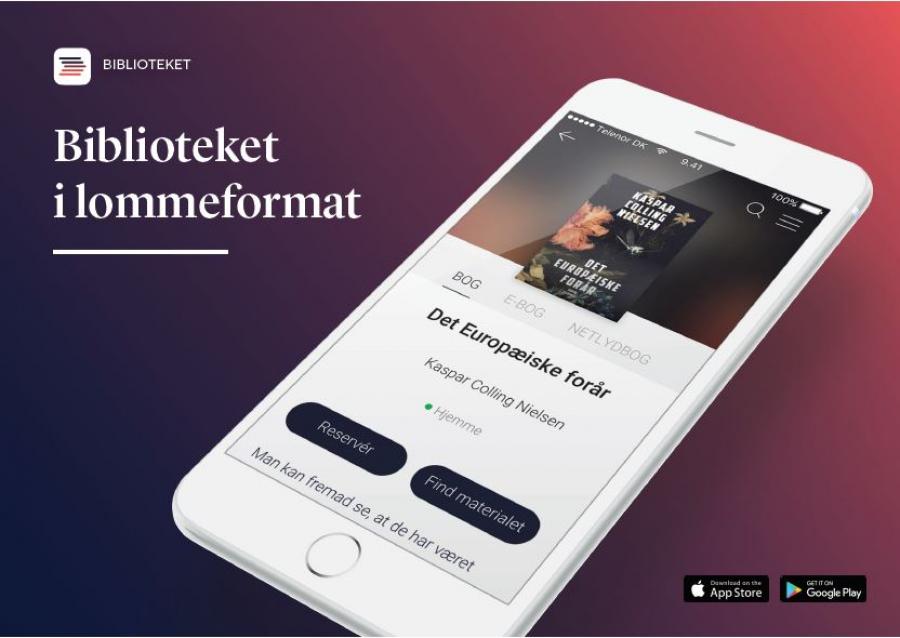 BIBLIOTEKET
Biblioteket
i lommeformat
Telenor DK
9.41
100%
KASPAR
COLLING
NIELSEN
DET
EUROPÆISKE
FORÅR
BOG
E-BOG
NETLYDBOG
Det Europæiske forår
Kaspar Colling Nielsen
Hjemme
Reservér
Find materialet
Man kan fremad se, at de har været
Download on the
App Store
GET IT ON
Google Play